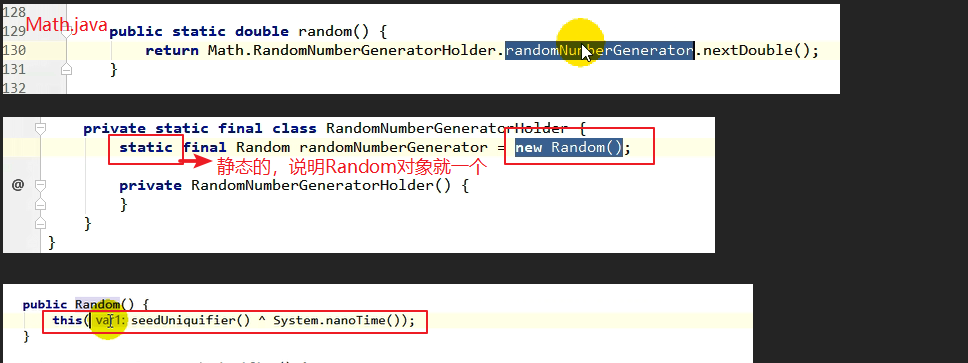 128
Math.java
129 public static double random() {
130 return Math.RandomNumberGeneratorHolder.randomNumberGenerator.nextDouble();
131 }
132
private static final class RandomNumberGeneratorHolder {
static final Random randomNumberGenerator = new Random();
静态的，说明Random对象就一个
@ private RandomNumberGeneratorHolder() {
}
}
}
public Random() {
this( var1: seedUniquifier() ^ System.nanoTime());
}